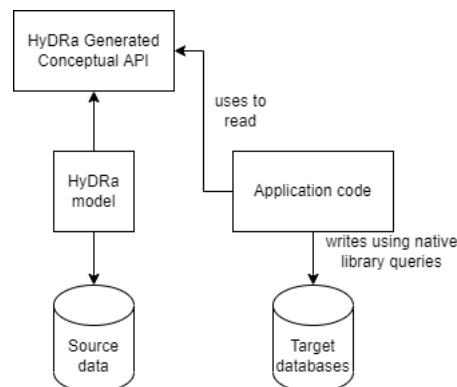 HyDRa Generated
Conceptual API
uses to
read
HyDRa
model
Application code
writes using native
library queries
Source
data
Target
databases